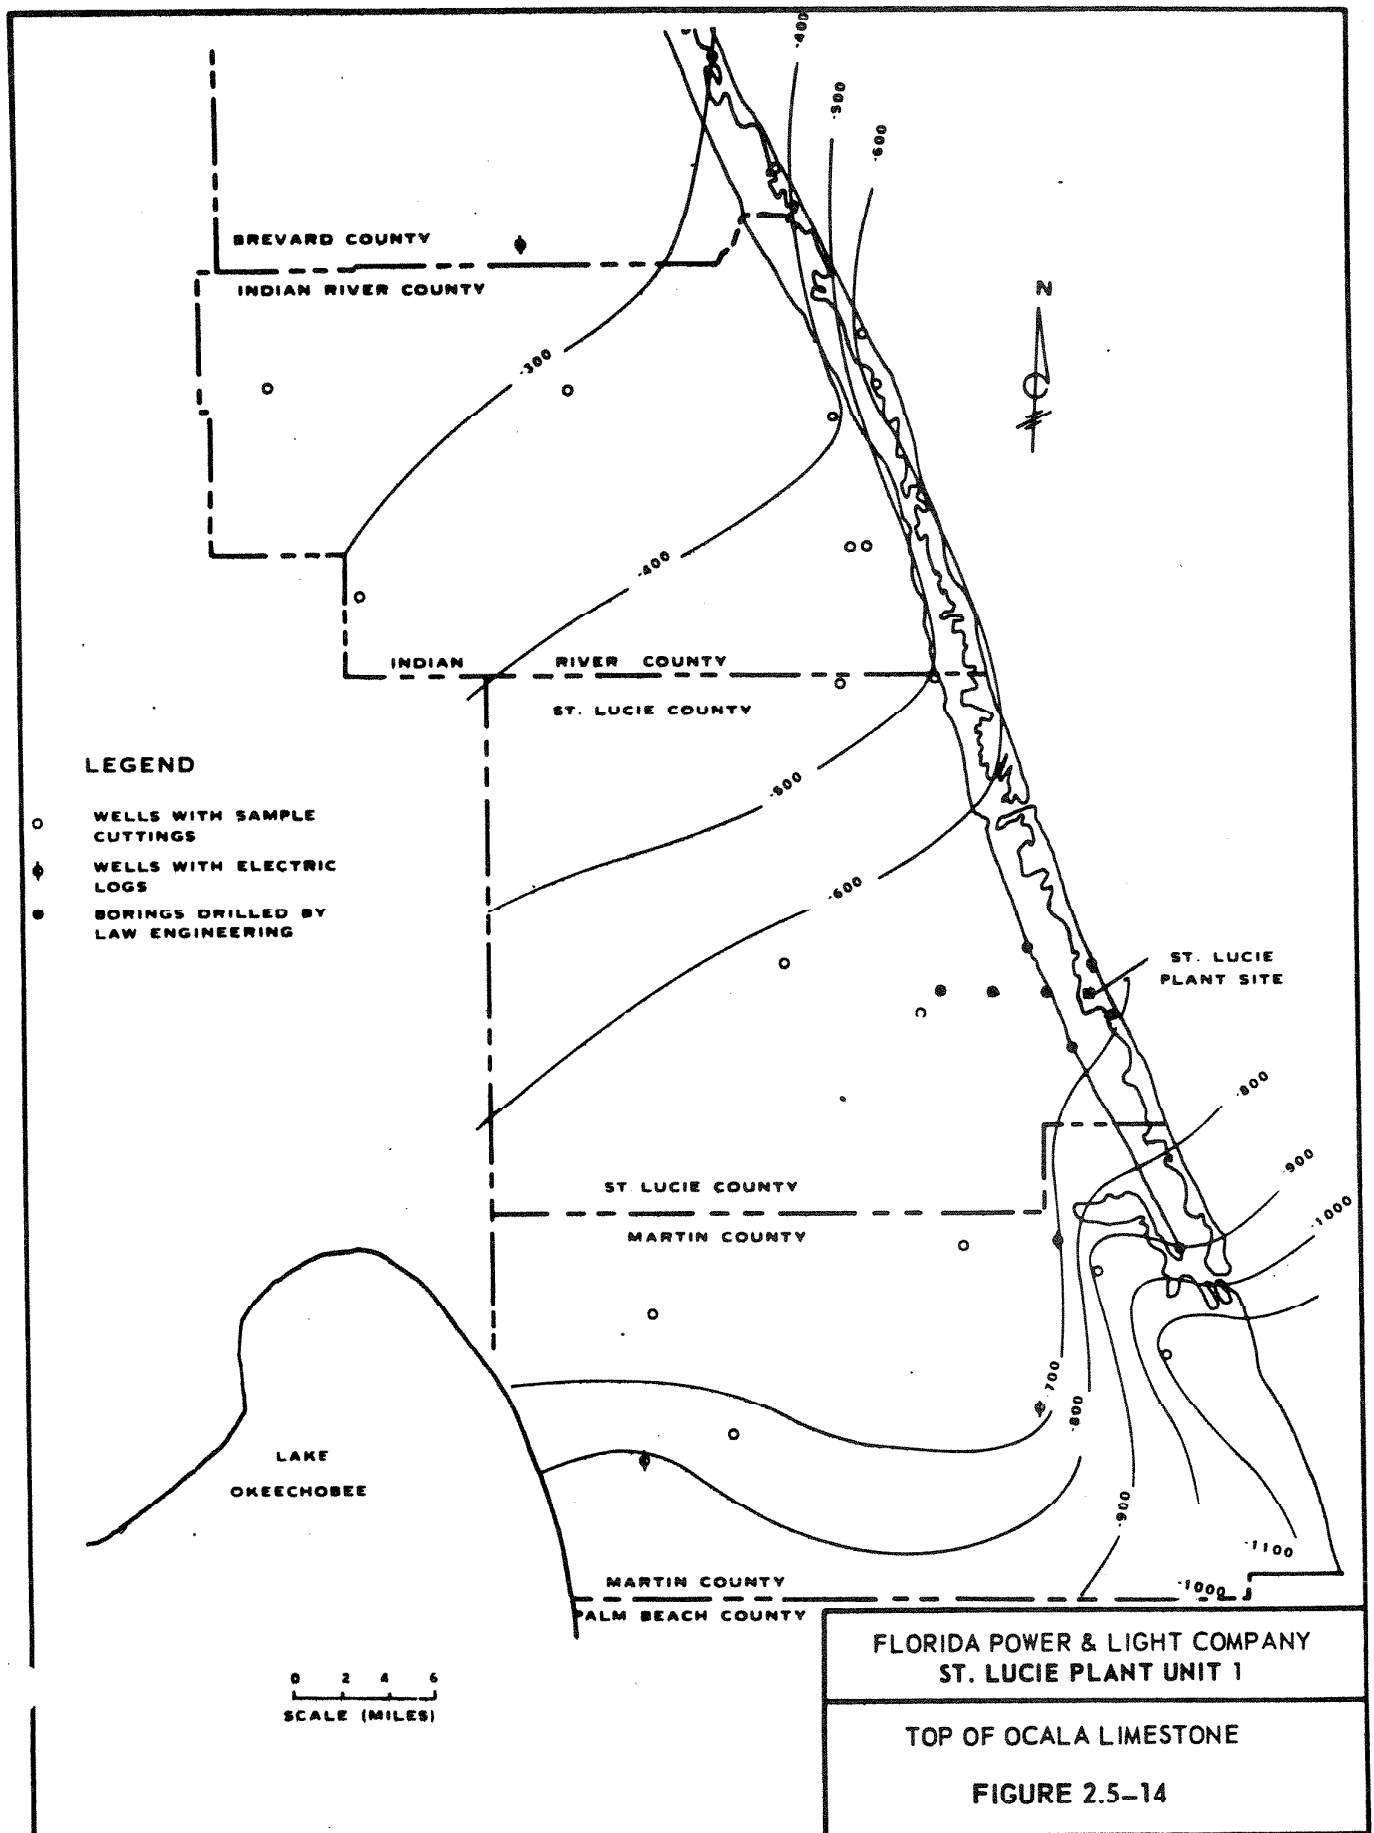 -400
-500
-600
BREVARD COUNTY
INDIAN RIVER COUNTY
N
-300
-400
INDIAN RIVER COUNTY
ST. LUCIE COUNTY
LEGEND
WELLS WITH SAMPLE
CUTTINGS
WELLS WITH ELECTRIC
LOGS
BORINGS DRILLED BY
LAW ENGINEERING
-500
-600
ST. LUCIE
PLANT SITE
-800
-900
-1000
ST. LUCIE COUNTY
MARTIN COUNTY
-700
-800
LAKE
OKEECHOBEE
-900
-1100
-1000
MARTIN COUNTY
PALM BEACH COUNTY
0 2 4 6
SCALE (MILES)
FLORIDA POWER & LIGHT COMPANY
ST. LUCIE PLANT UNIT 1
TOP OF OCALA LIMESTONE
FIGURE 2.5-14